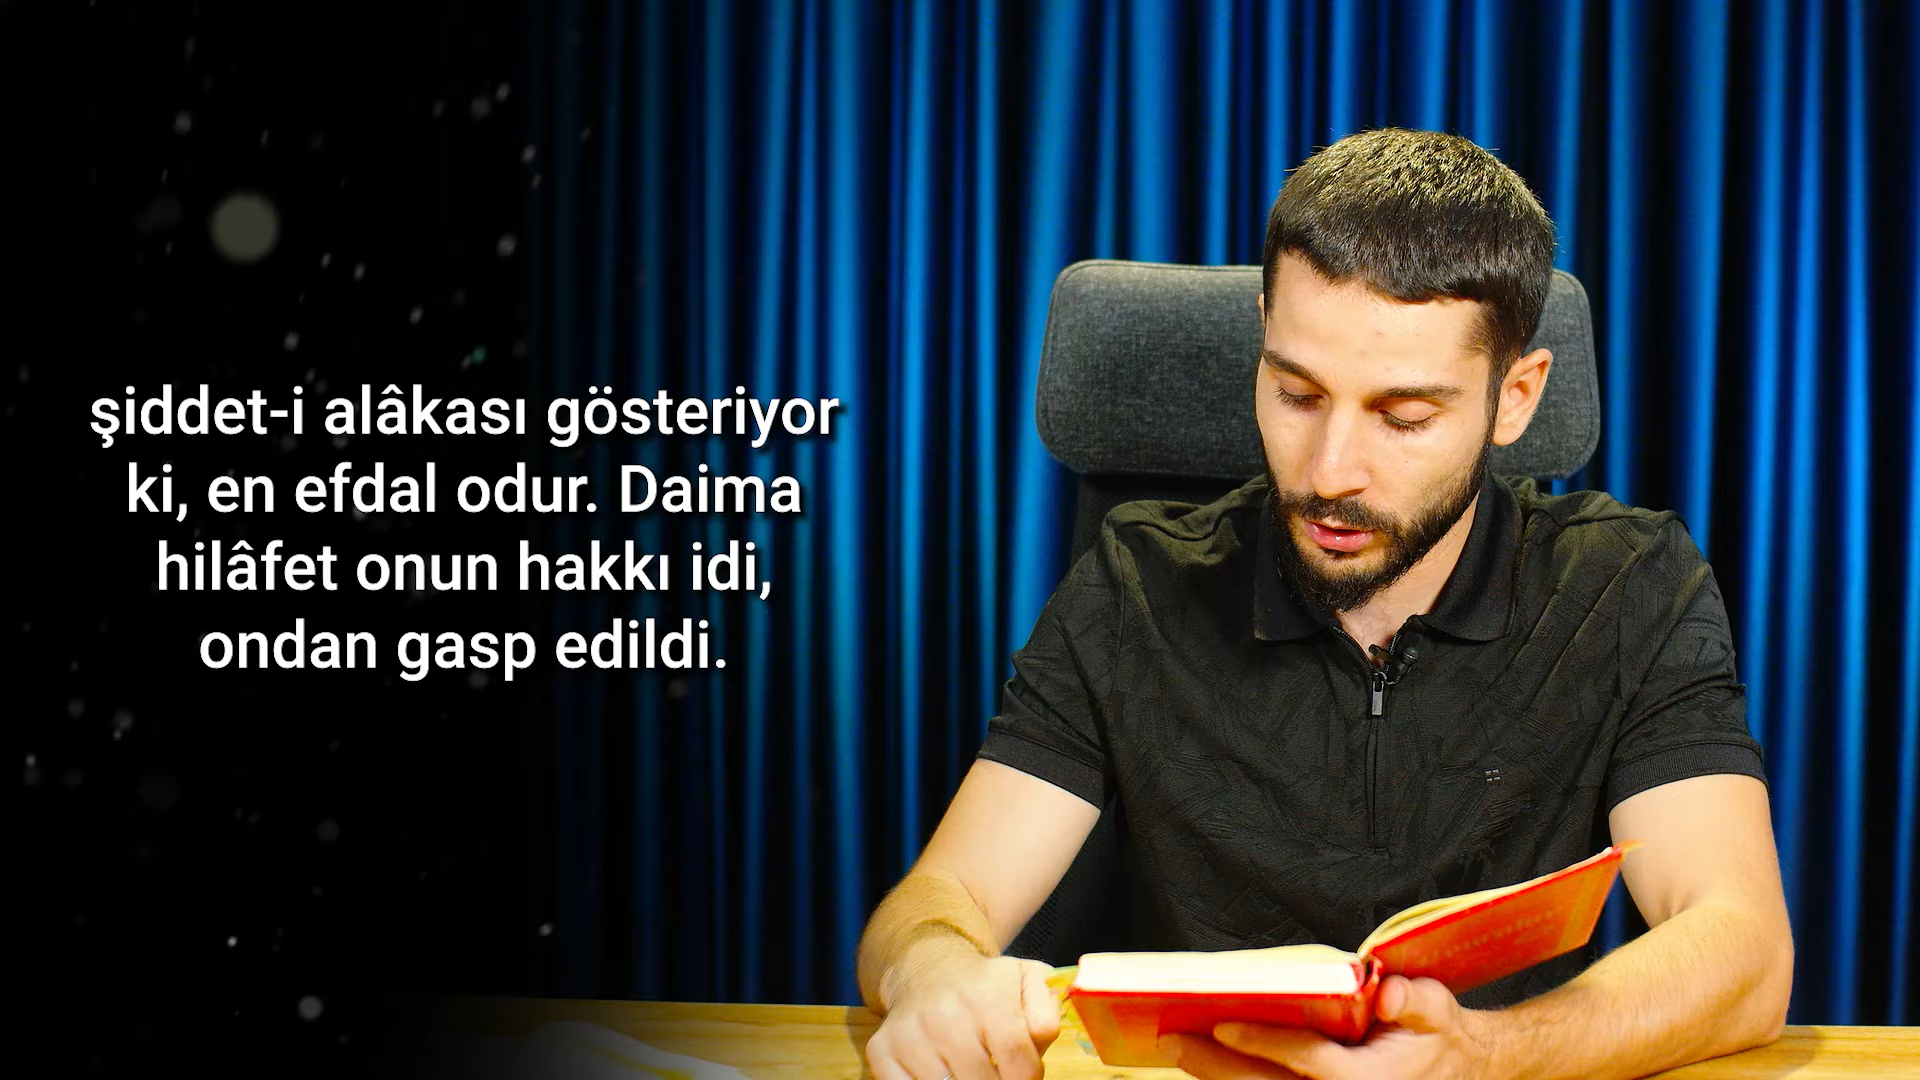 şiddet-i alâkası gösteriyor
ki, en efdal odur. Daima
hilâfet onun hakkı idi,
ondan gasp edildi.